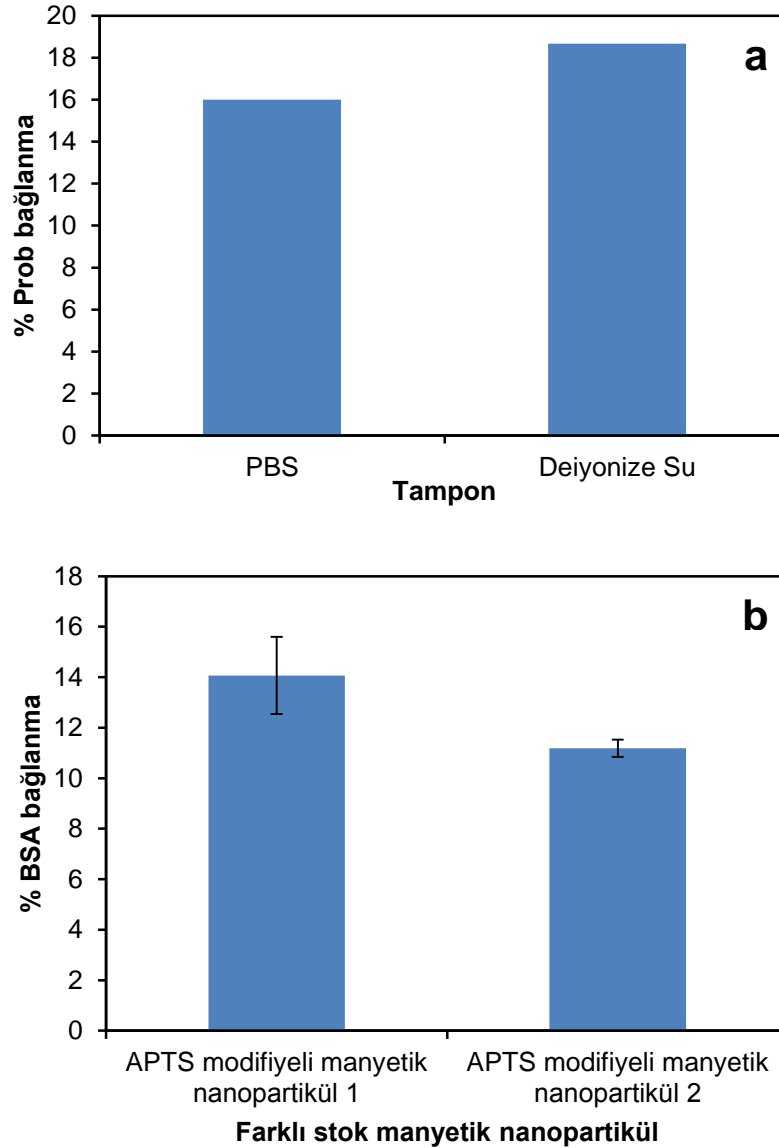 20
18
16
14
12
10
8
6
4
2
0
% Prob bağlanma
a
PBS
Deiyonize Su
Tampon
18
16
14
12
10
8
6
4
2
0
% BSA bağlanma
b
APTS modifiyeli manyetik
nanopartikül 1
APTS modifiyeli manyetik
nanopartikül 2
Farklı stok manyetik nanopartikül